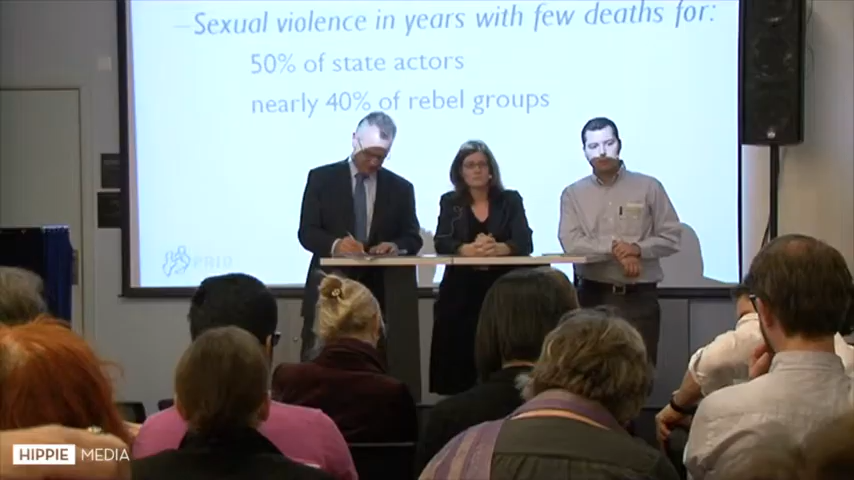 –Sexual violence in years with few deaths for:
50% of state actors
nearly 40% of rebel groups
PRIO
HIPPIE MEDIA